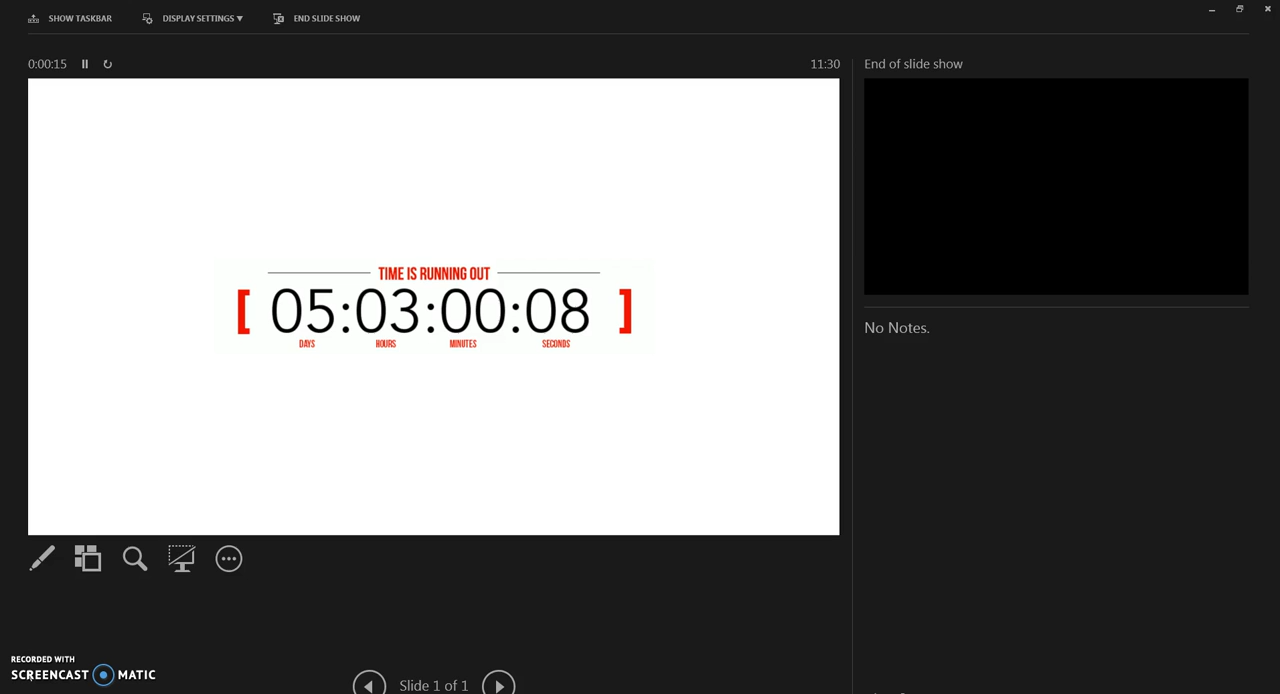 SHOW TASKBAR DISPLAY SETTINGS ▼ END SLIDE SHOW
0:00:15 11:30 End of slide show
TIME IS RUNNING OUT
[ 05:03:00:08 ]
DAYS HOURS MINUTES SECONDS
No Notes.
RECORDED WITH
SCREENCAST MATIC
Slide 1 of 1